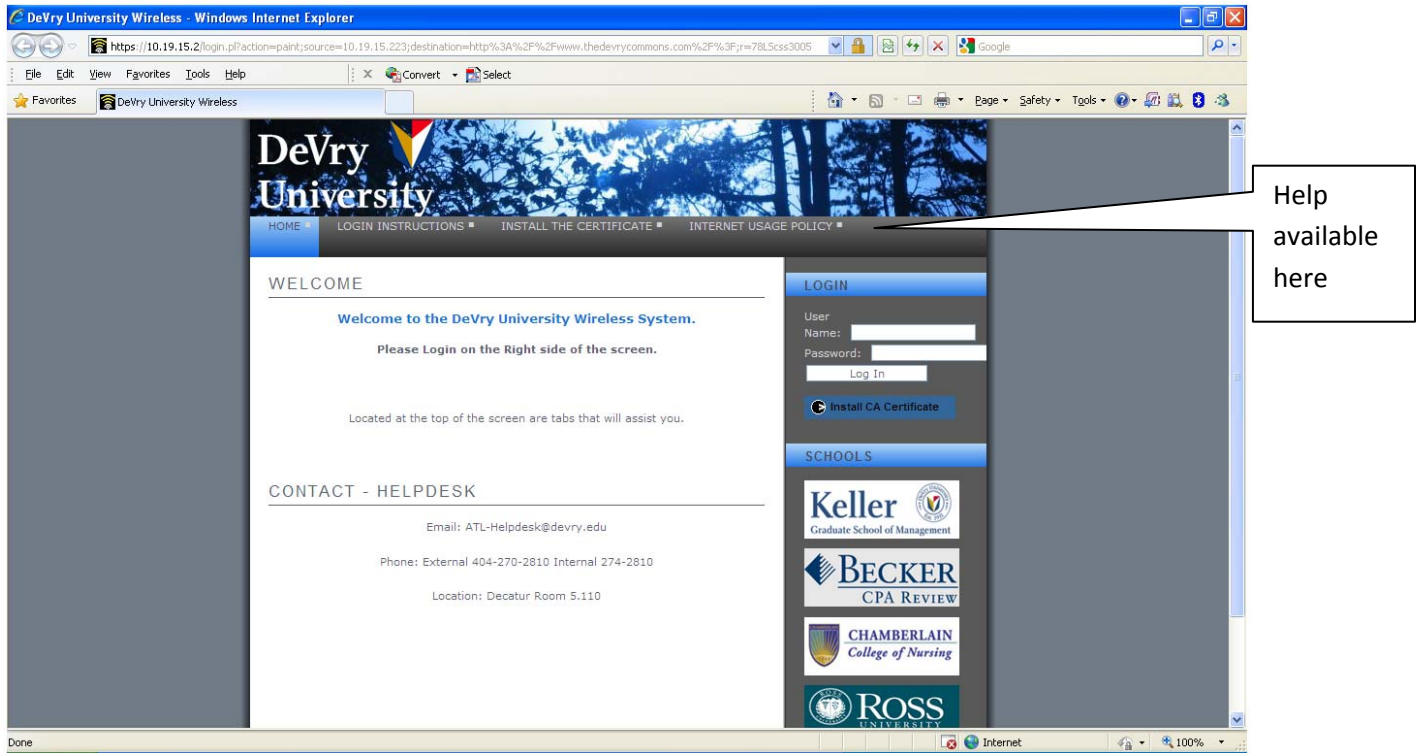 DeVry University Wireless - Windows Internet Explorer
https://10.19.15.2/login.pl?action=paint;source=10.19.15.223;destination=http%3A%2F%2Fwww.thedevrycommons.com%2F%3F;r=78L5css3005
Google
File Edit View Favorites Tools Help
X Convert Select
Favorites DeVry University Wireless
Page Safety Tools
DeVry
University
HOME LOGIN INSTRUCTIONS INSTALL THE CERTIFICATE INTERNET USAGE POLICY
Help
available
here
WELCOME
Welcome to the DeVry University Wireless System.
Please Login on the Right side of the screen.
Located at the top of the screen are tabs that will assist you.
CONTACT - HELPDESK
Email: ATL-Helpdesk@devry.edu
Phone: External 404-270-2810 Internal 274-2810
Location: Decatur Room 5.110
LOGIN
User
Name:
Password:
Log In
Install CA Certificate
SCHOOLS
Keller
Graduate School of Management
BECKER
CPA REVIEW
CHAMBERLAIN
College of Nursing
ROSS
UNIVERSITY
Done Internet 100%